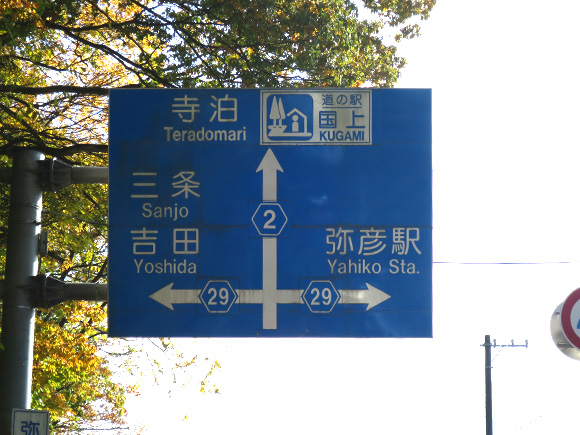 寺泊
Teradomari
道の駅
国上
KUGAMI
三条
Sanjo
2
吉田
Yoshida
弥彦駅
Yahiko Sta.
29
29
弥